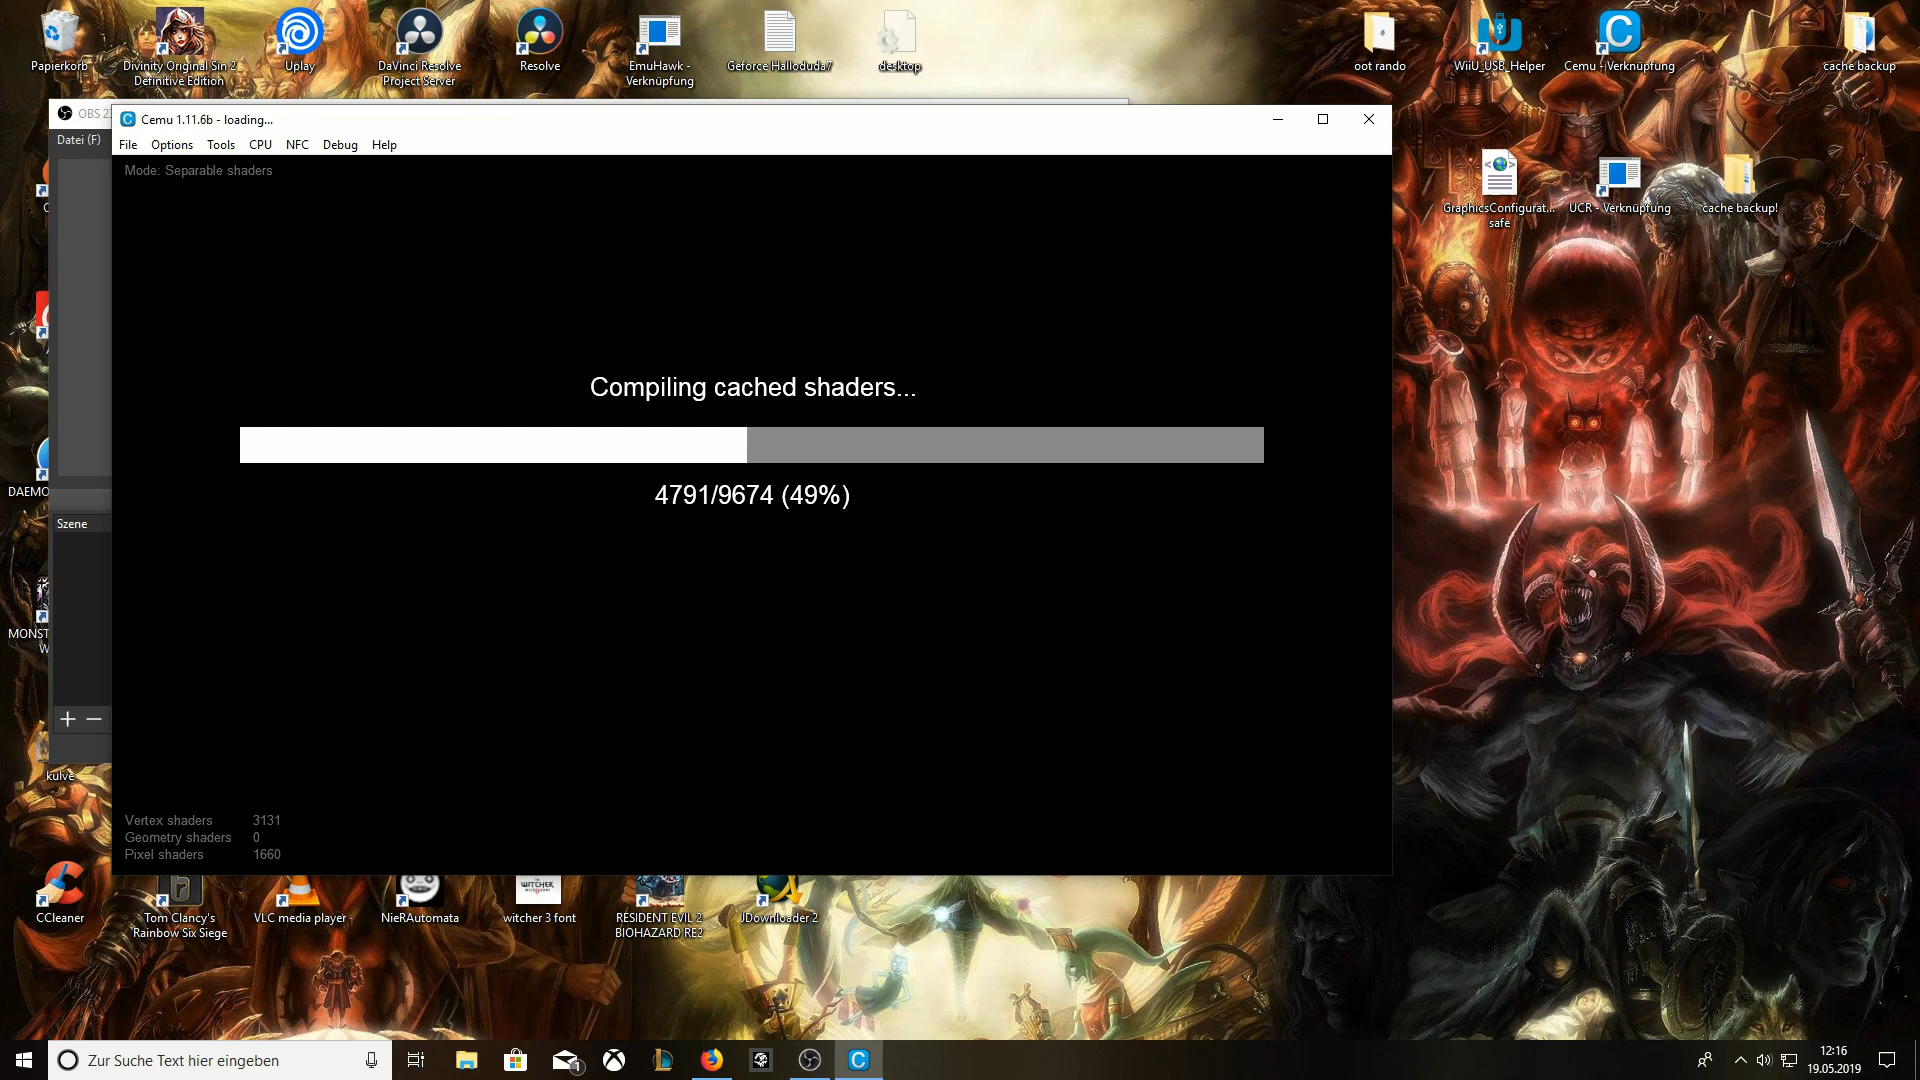 Papierkorb
Divinity Original Sin 2
Definitive Edition
Uplay
DaVinci Resolve
Project Server
Resolve
EmuHawk -
Verknüpfung
Geforce Halloduda7
desktop
oot rando
WiiU_USB_Helper
Cemu - Verknüpfung
cache backup
OBS 2
Datei (F)
Cemu 1.11.6b - loading...
File Options Tools CPU NFC Debug Help
Mode: Separable shaders
GraphicsConfigurat...
safe
UCR - Verknüpfung
cache backup!
Compiling cached shaders...
4791/9674 (49%)
DAEMO
Szene
MONST
W
kulve
Vertex shaders 3131
Geometry shaders 0
Pixel shaders 1660
CCleaner
Tom Clancy's
Rainbow Six Siege
VLC media player
NieRAutomata
WITCHER
witcher 3 font
RESIDENT EVIL 2
BIOHAZARD RE2
JDownloader 2
Zur Suche Text hier eingeben
1
12:16
19.05.2019